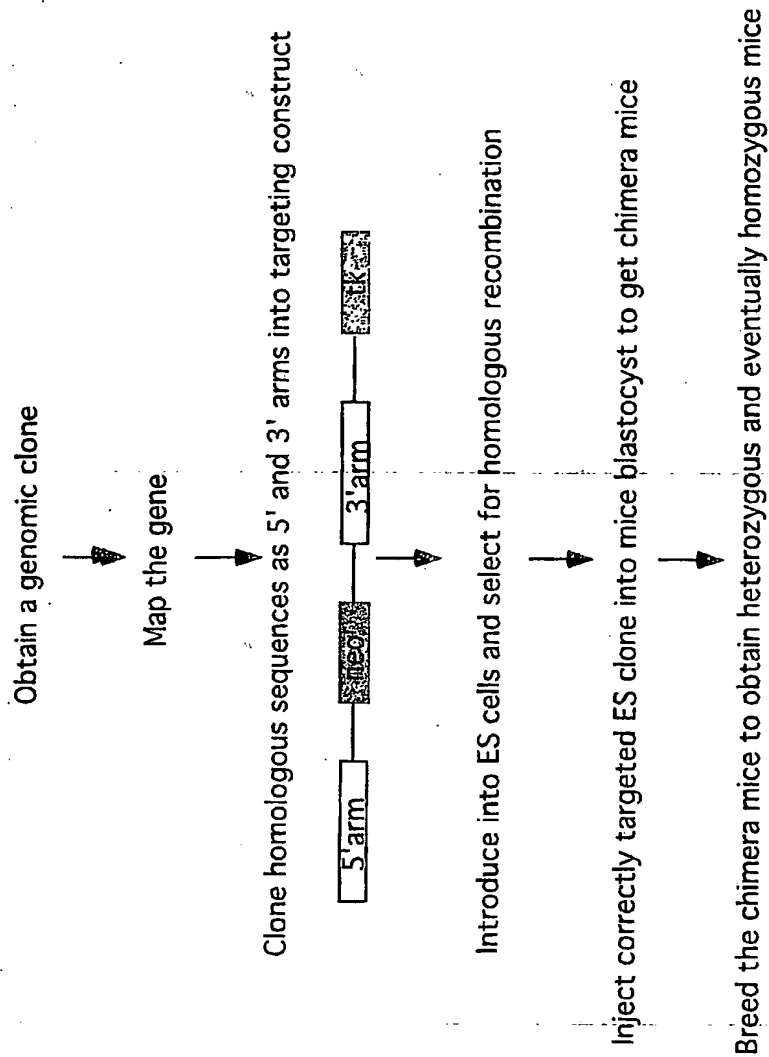 Obtain a genomic clone
Map the gene
Clone homologous sequences as 5' and 3' arms into targeting construct
5'arm neo 3'arm tk
Introduce into ES cells and select for homologous recombination
Inject correctly targeted ES clone into mice blastocyst to get chimera mice
Breed the chimera mice to obtain heterozygous and eventually homozygous mice